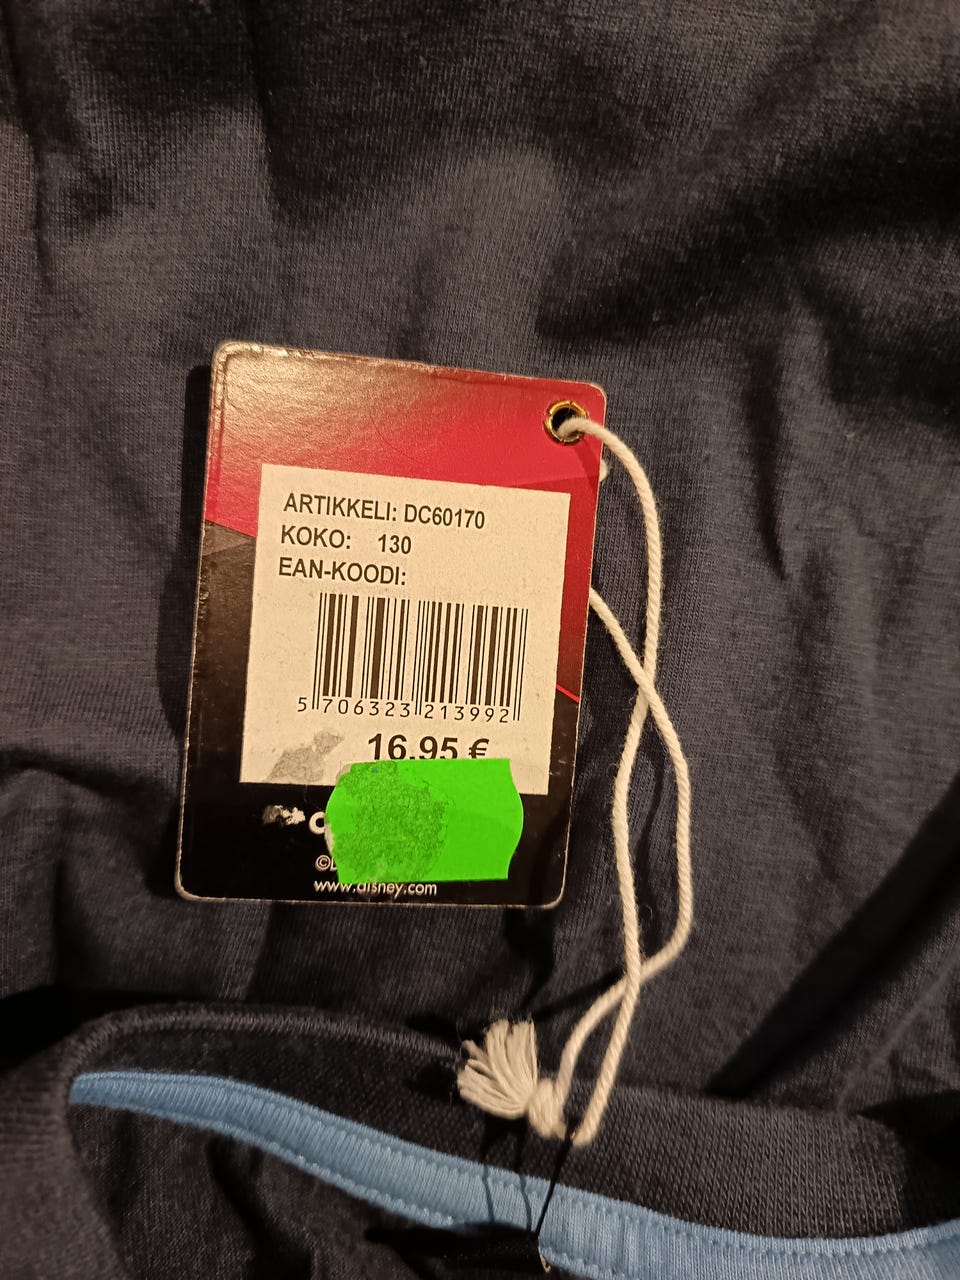 ARTIKKELI: DC60170
KOKO: 130
EAN-KOODI:
5 706323 213992
16.95 €
www.disney.com